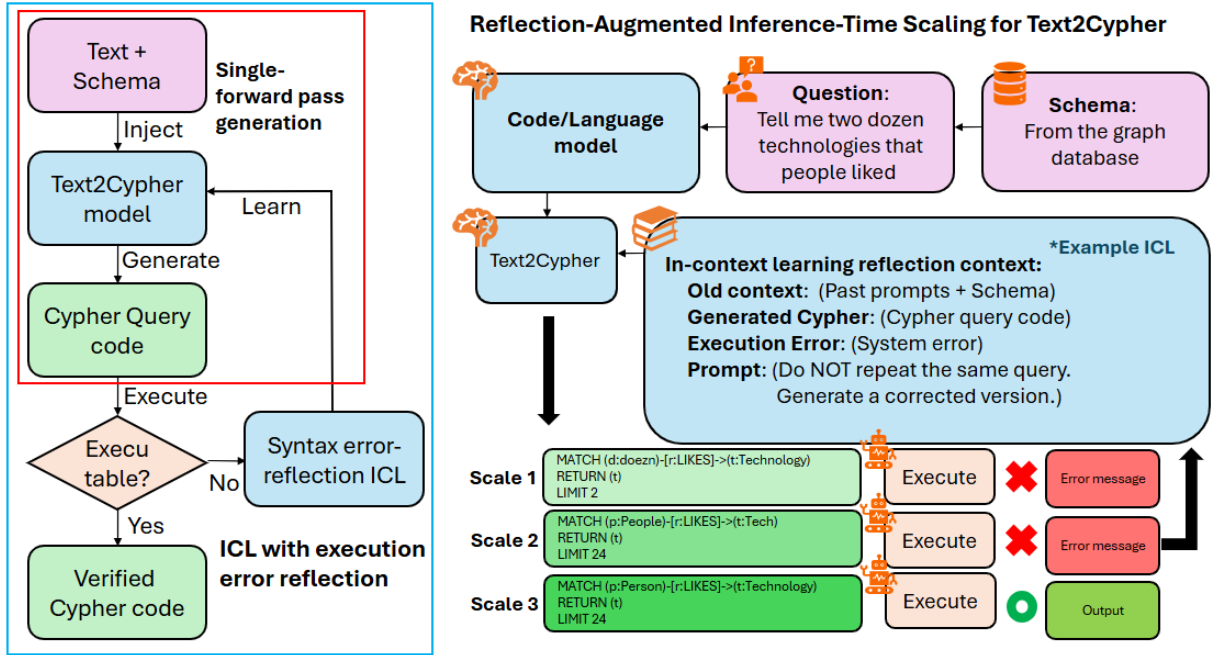 Text +
Schema
Single-
forward pass
generation
Inject
Text2Cypher
model
Learn
Generate
Cypher Query
code
Execute
Execu
table?
No
Syntax error-
reflection ICL
Yes
ICL with execution
error reflection
Verified
Cypher code
Reflection-Augmented Inference-Time Scaling for Text2Cypher
Code/Language
model
?
Question:
Tell me two dozen
technologies that
people liked
Schema:
From the graph
database
Text2Cypher
*Example ICL
In-context learning reflection context:
Old context: (Past prompts + Schema)
Generated Cypher: (Cypher query code)
Execution Error: (System error)
Prompt: (Do NOT repeat the same query.
Generate a corrected version.)
Scale 1
MATCH (d:doezn)-[r:LIKES]->(t:Technology)
RETURN (t)
LIMIT 2
Execute
Error message
Scale 2
MATCH (p:People)-[r:LIKES]->(t:Tech)
RETURN (t)
LIMIT 24
Execute
Error message
Scale 3
MATCH (p:Person)-[r:LIKES]->(t:Technology)
RETURN (t)
LIMIT 24
Execute
Output